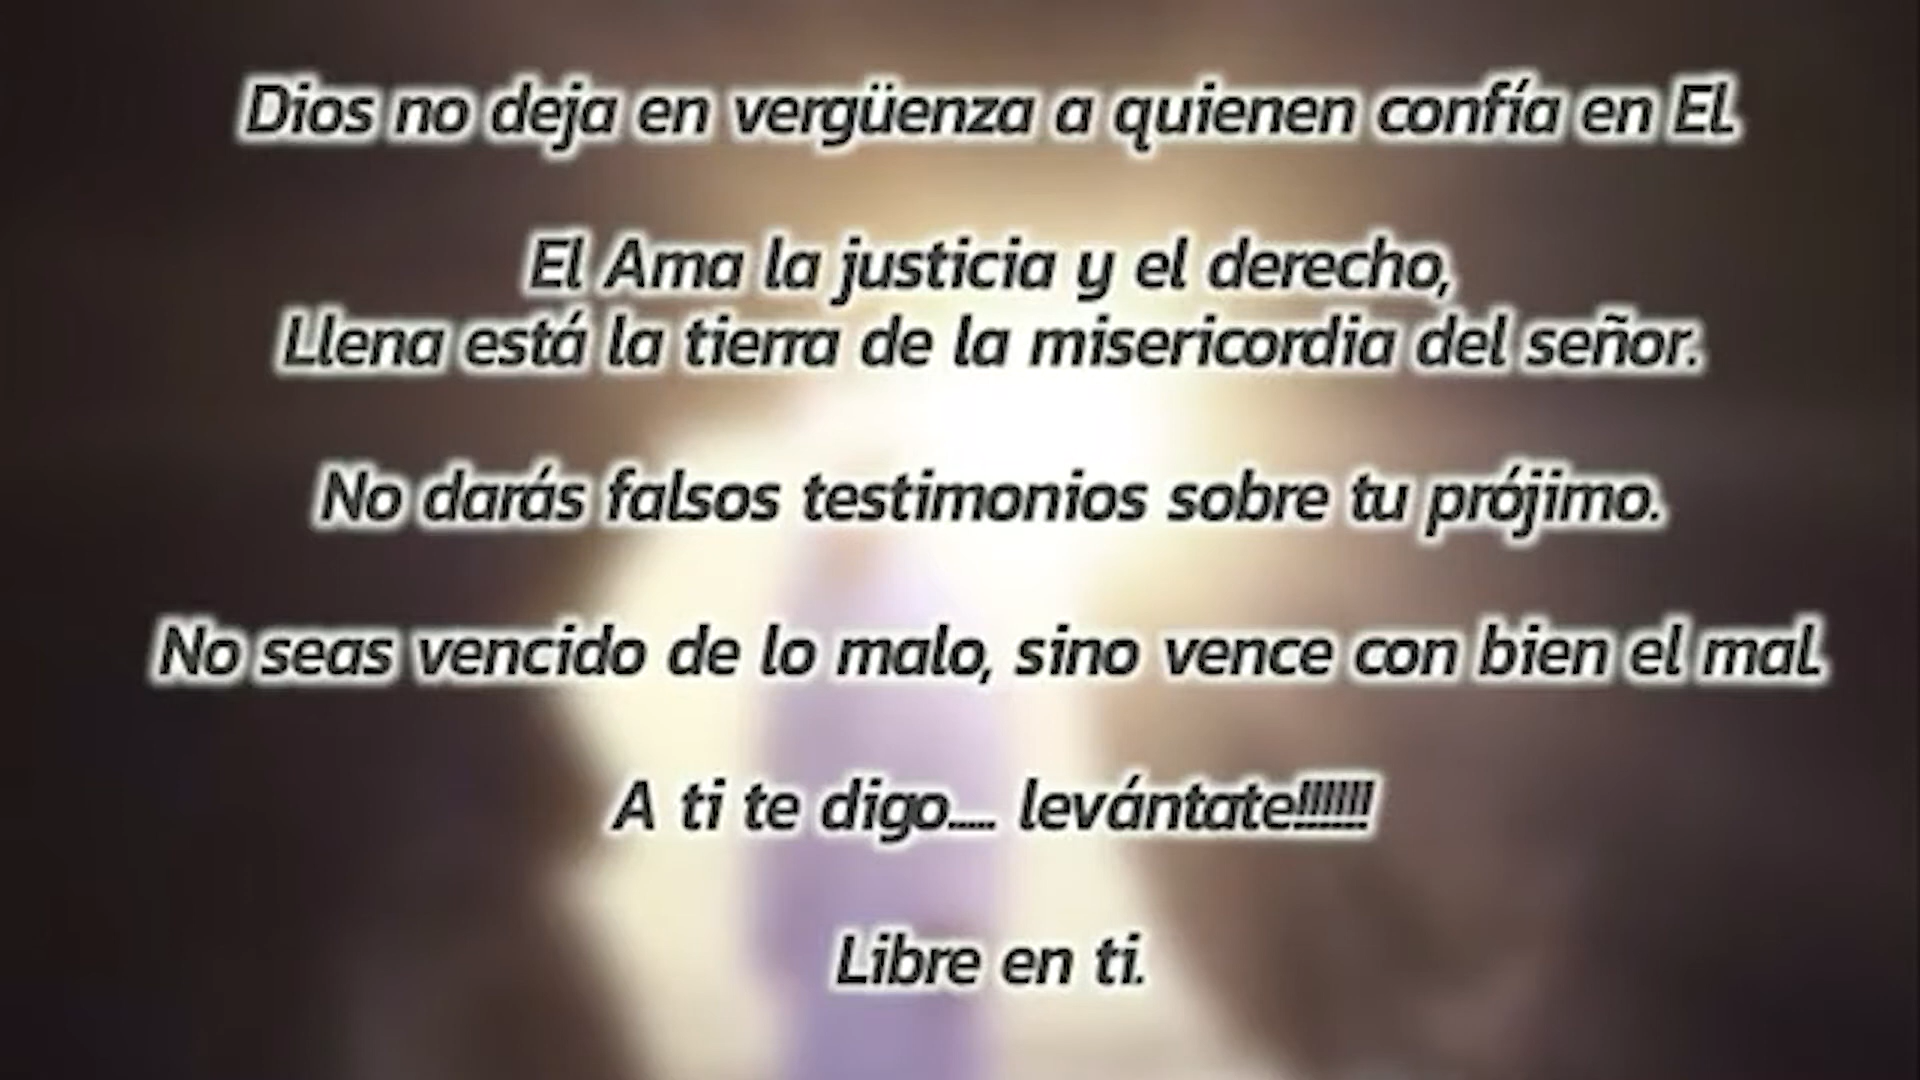 Dios no deja en vergüenza a quienen confía en El.
El Ama la justicia y el derecho,
Llena está la tierra de la misericordia del señor.
No darás falsos testimonios sobre tu prójimo.
No seas vencido de lo malo, sino vence con bien el mal.
A ti te digo..... levántate!!!!!!!
Libre en ti.